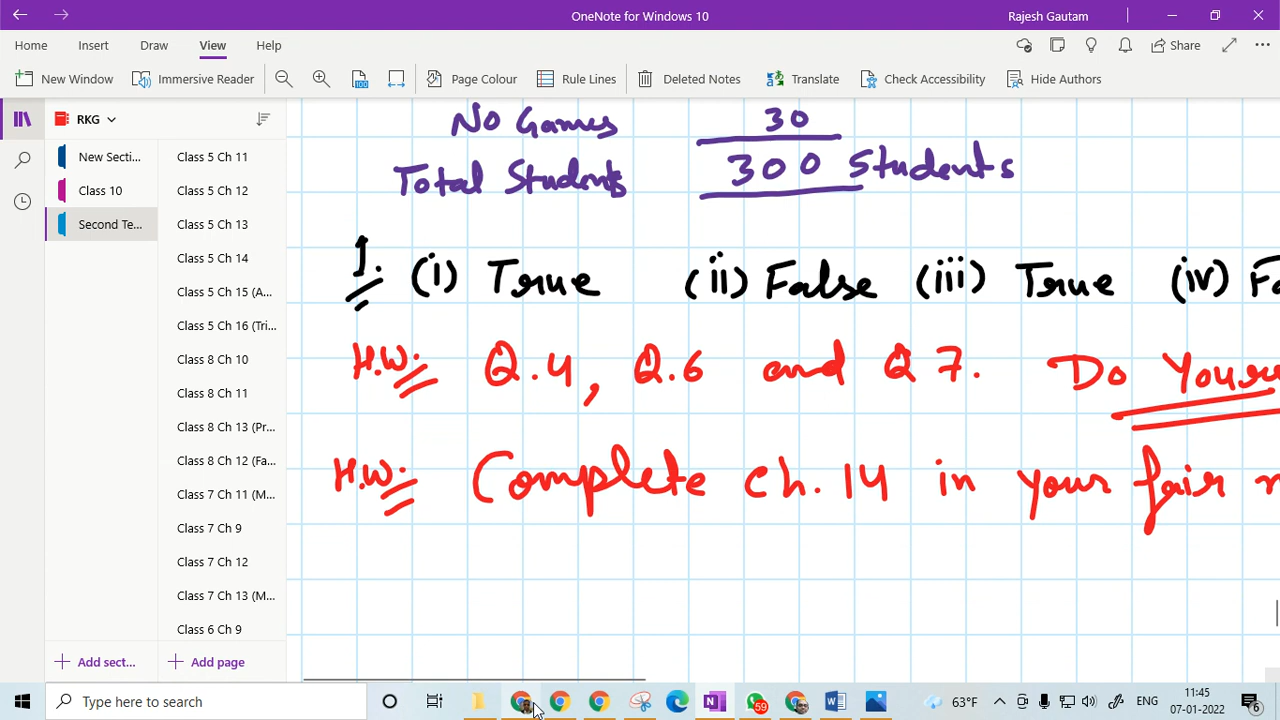 OneNote for Windows 10
Rajesh Gautam
Home Insert Draw View Help
Share
New Window Immersive Reader Page Colour Rule Lines Deleted Notes Translate Check Accessibility Hide Authors
RKG
New Secti...
Class 10
Second Te...
Class 5 Ch 11
Class 5 Ch 12
Class 5 Ch 13
Class 5 Ch 14
Class 5 Ch 15 (A...
Class 5 Ch 16 (Tri...
Class 8 Ch 10
Class 8 Ch 11
Class 8 Ch 13 (Pr...
Class 8 Ch 12 (Fa...
Class 7 Ch 11 (M...
Class 7 Ch 9
Class 7 Ch 12
Class 7 Ch 13 (M...
Class 6 Ch 9
Add sect...
Add page
No Games 30
Total Students 300 Students
1. (i) True (ii) False (iii) True (iv) Fa
H.W: Q.4, Q.6 and Q 7. Do Yours
H.W: Complete Ch. 14 in your fair n
Type here to search
59
63°F
ENG
11:45
07-01-2022
6